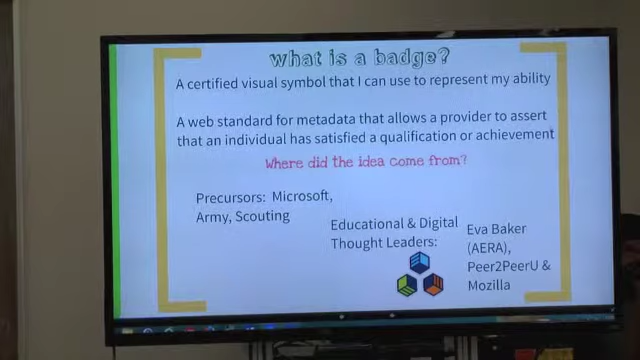 what is a badge?
A certified visual symbol that I can use to represent my ability
A web standard for metadata that allows a provider to assert
that an individual has satisfied a qualification or achievement
Where did the idea come from?
Precursors: Microsoft,
Army, Scouting
Educational & Digital
Thought Leaders:
Eva Baker
(AERA),
Peer2PeerU &
Mozilla